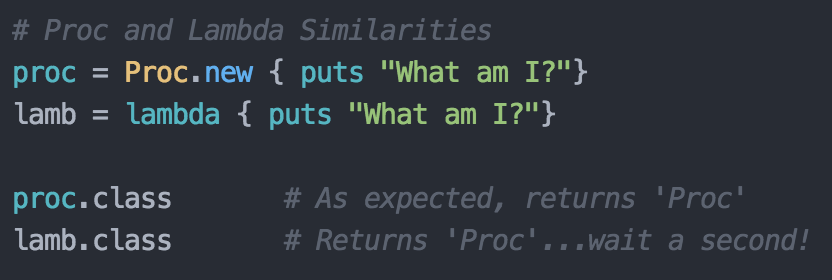 # Proc and Lambda Similarities
proc = Proc.new { puts "What am I?"}
lamb = lambda { puts "What am I?"}
proc.class # As expected, returns 'Proc'
lamb.class # Returns 'Proc'...wait a second!